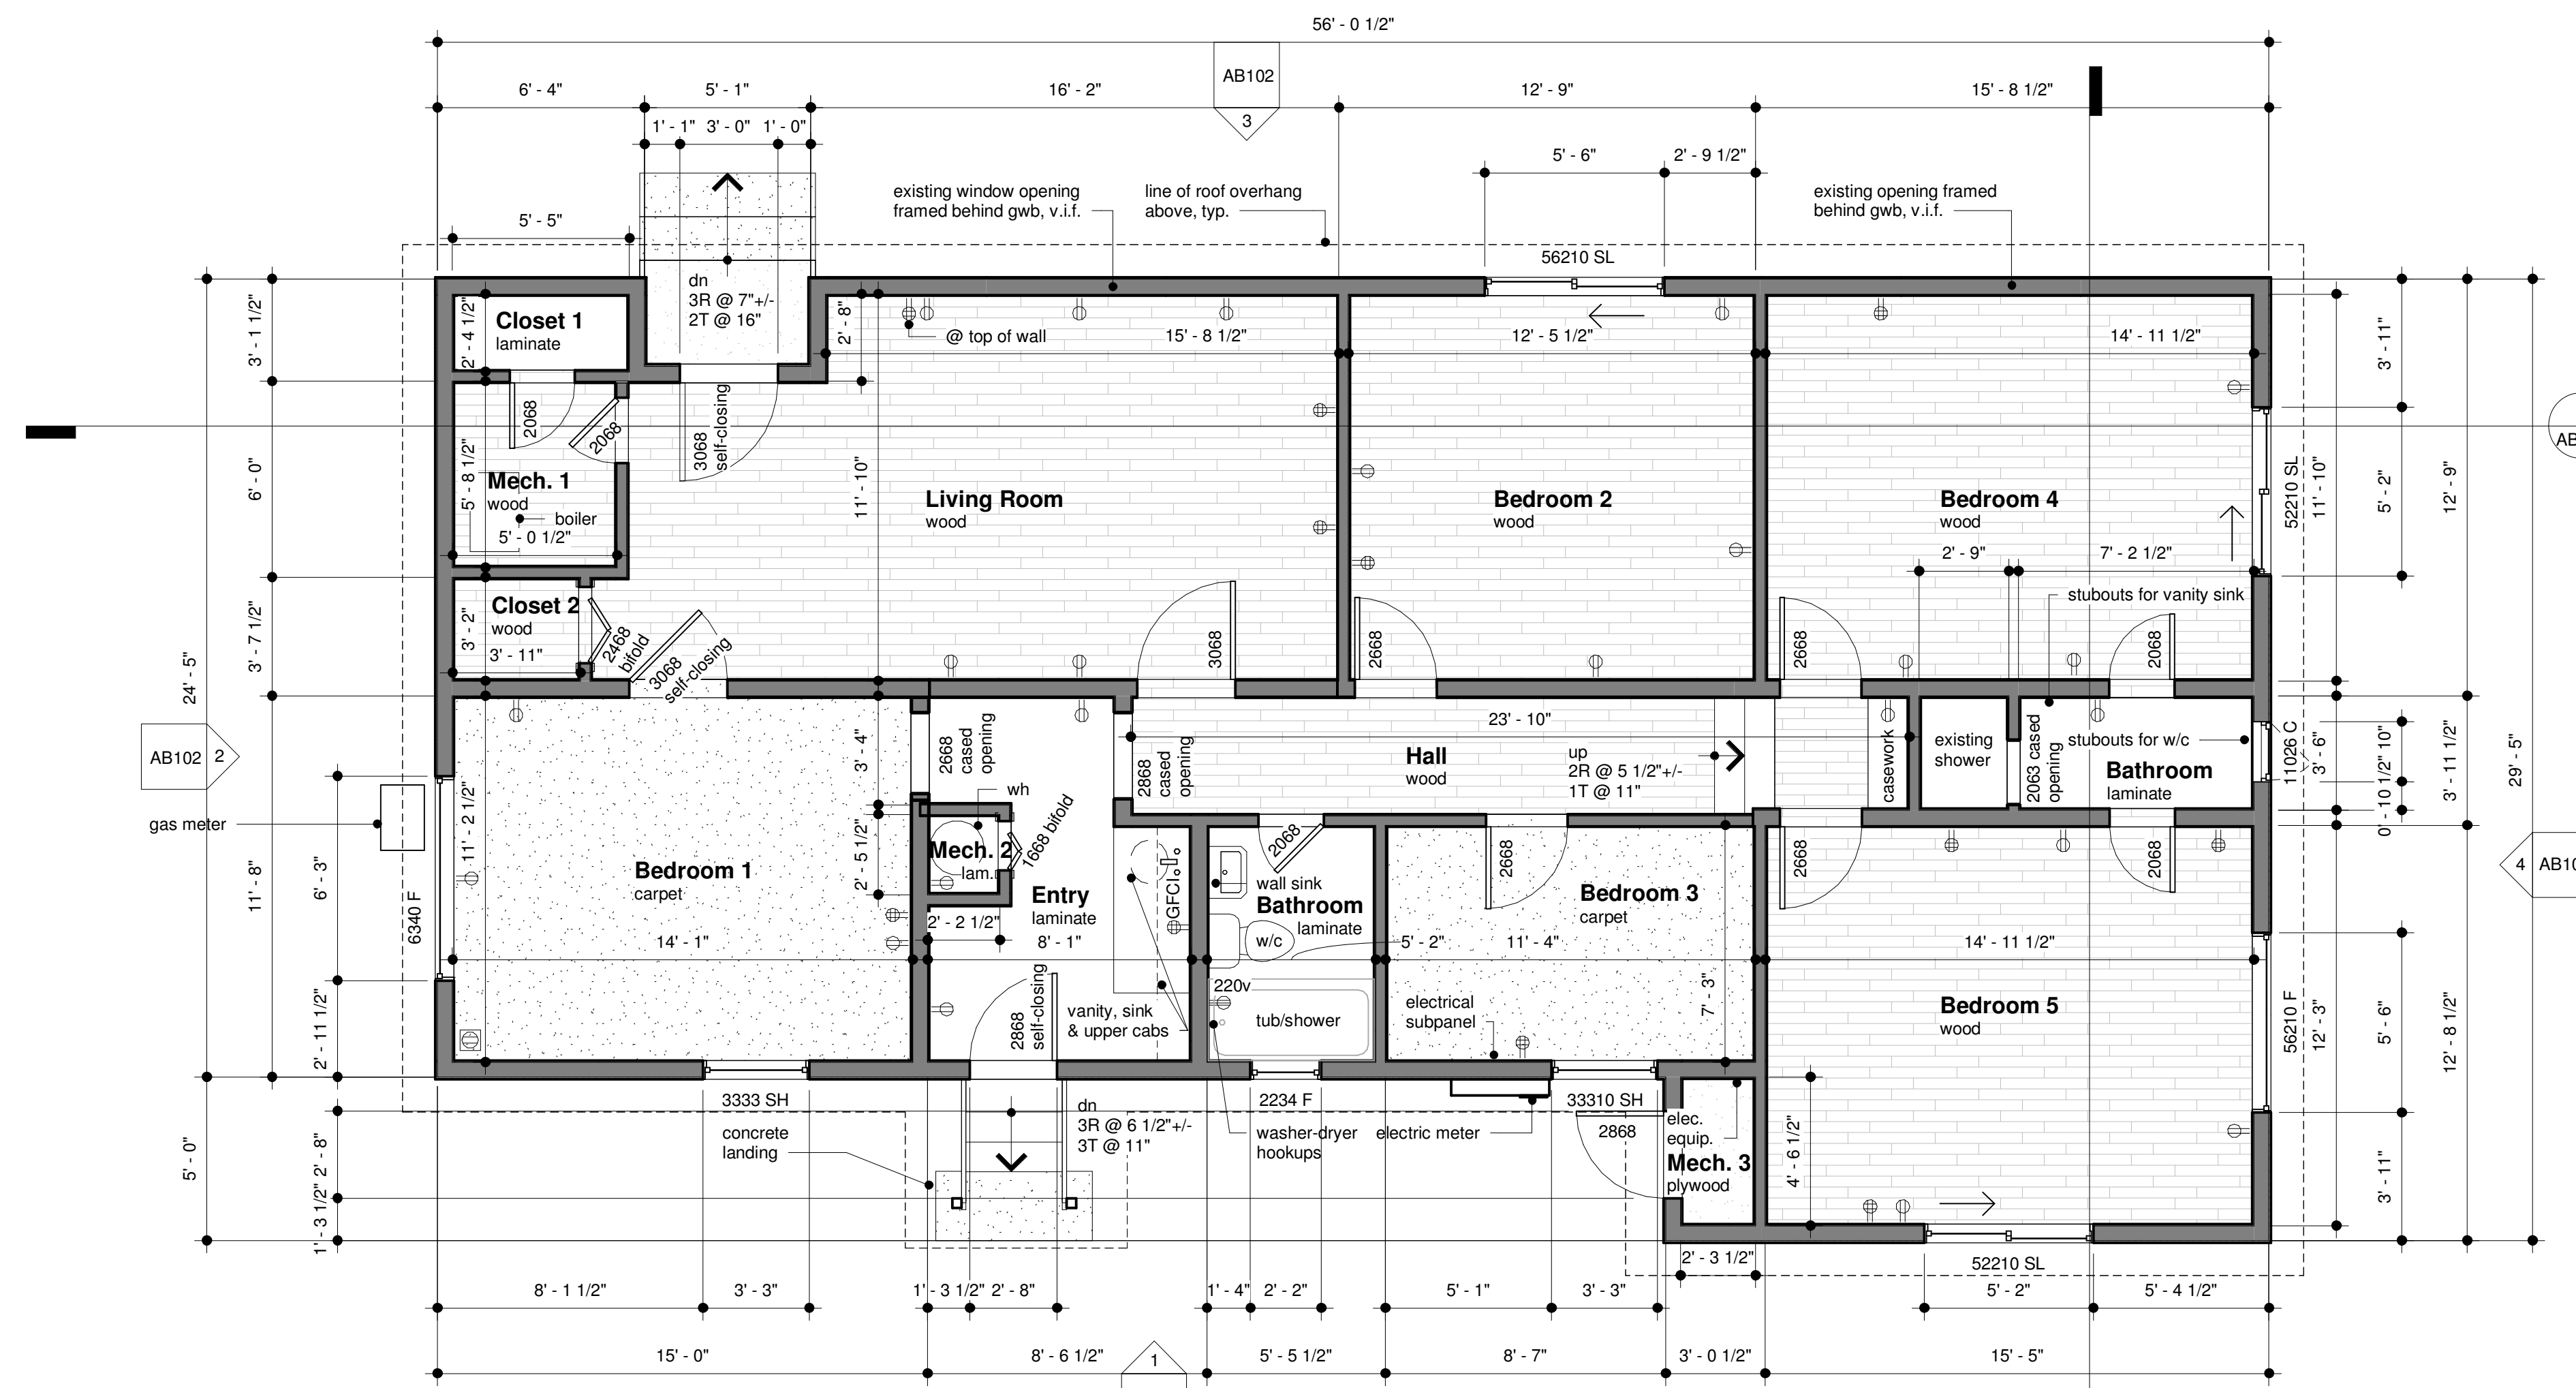 56' - 0 1/2"
6' - 4"
5' - 1"
16' - 2"
AB102
3
12' - 9"
15' - 8 1/2"
1' - 1"
3' - 0"
1' - 0"
5' - 6"
2' - 9 1/2"
5' - 5"
existing window opening
framed behind gwb, v.i.f.
line of roof overhang
above, typ.
existing opening framed
behind gwb, v.i.f.
56210 SL
dn
3R @ 7"+/-
2T @ 16"
3' - 1 1/2"
2' - 4 1/2"
Closet 1
laminate
2' - 8"
@ top of wall
15' - 8 1/2"
12' - 5 1/2"
14' - 11 1/2"
3' - 11"
2068
2068
3068
self-closing
6' - 0"
5' - 8 1/2"
Mech. 1
wood
boiler
5' - 0 1/2"
11' - 10"
Living Room
wood
Bedroom 2
wood
Bedroom 4
wood
52210 SL
11' - 10"
5' - 2"
12' - 9"
AB
2' - 9"
7' - 2 1/2"
stubouts for vanity sink
Closet 2
wood
3' - 2"
3' - 11"
2468
bifold
3068
self-closing
3068
2668
2668
2068
3' - 7 1/2"
24' - 5"
AB102
2
gas meter
2668
cased
opening
3' - 4"
2868
cased
opening
23' - 10"
Hall
wood
up
2R @ 5 1/2"+/-
1T @ 11"
casework
existing
shower
2063 cased
opening
stubouts for w/c
Bathroom
laminate
11026 C
3' - 6"
2' - 10"
0' - 10 1/2"
3' - 11 1/2"
29' - 5"
wh
1668 bifold
Mech. 2
lam.
2' - 5 1/2"
11' - 2 1/2"
11' - 8"
6' - 3"
6340 F
Bedroom 1
carpet
14' - 1"
Entry
laminate
2' - 2 1/2"
8' - 1"
GFCI
2068
wall sink
Bathroom
laminate
w/c
5' - 2"
2668
Bedroom 3
carpet
11' - 4"
7' - 3"
2668
2068
14' - 11 1/2"
Bedroom 5
wood
4
AB10
56210 F
12' - 3"
5' - 6"
12' - 8 1/2"
2' - 11 1/2"
2868
self-closing
vanity, sink
& upper cabs
220v
tub/shower
electrical
subpanel
3333 SH
dn
3R @ 6 1/2"+/-
3T @ 11"
2234 F
33310 SH
concrete
landing
washer-dryer
hookups
electric meter
2868
elec.
equip.
Mech. 3
plywood
4' - 6 1/2"
5' - 0"
2' - 8"
1' - 3 1/2"
3' - 11"
2' - 3 1/2"
52210 SL
8' - 1 1/2"
3' - 3"
1' - 3 1/2"
2' - 8"
1' - 4"
2' - 2"
5' - 1"
3' - 3"
5' - 2"
5' - 4 1/2"
15' - 0"
8' - 6 1/2"
1
5' - 5 1/2"
8' - 7"
3' - 0 1/2"
15' - 5"